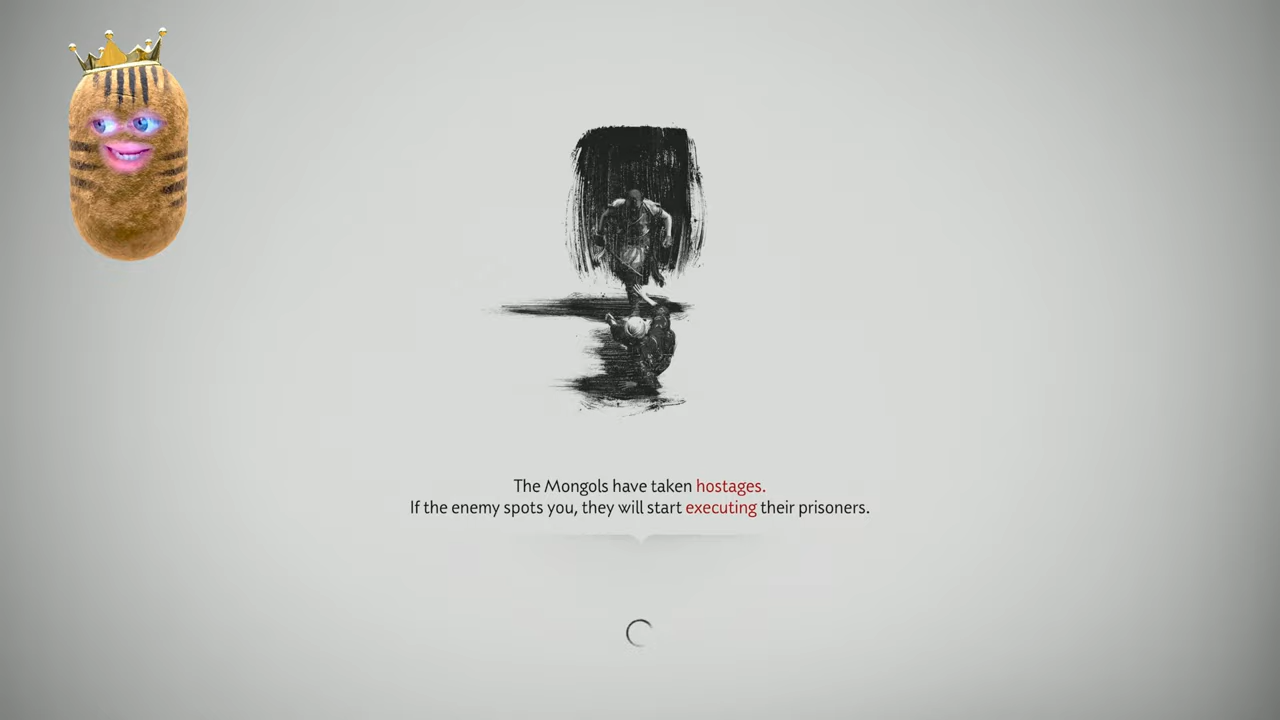 The Mongols have taken hostages.
If the enemy spots you, they will start executing their prisoners.